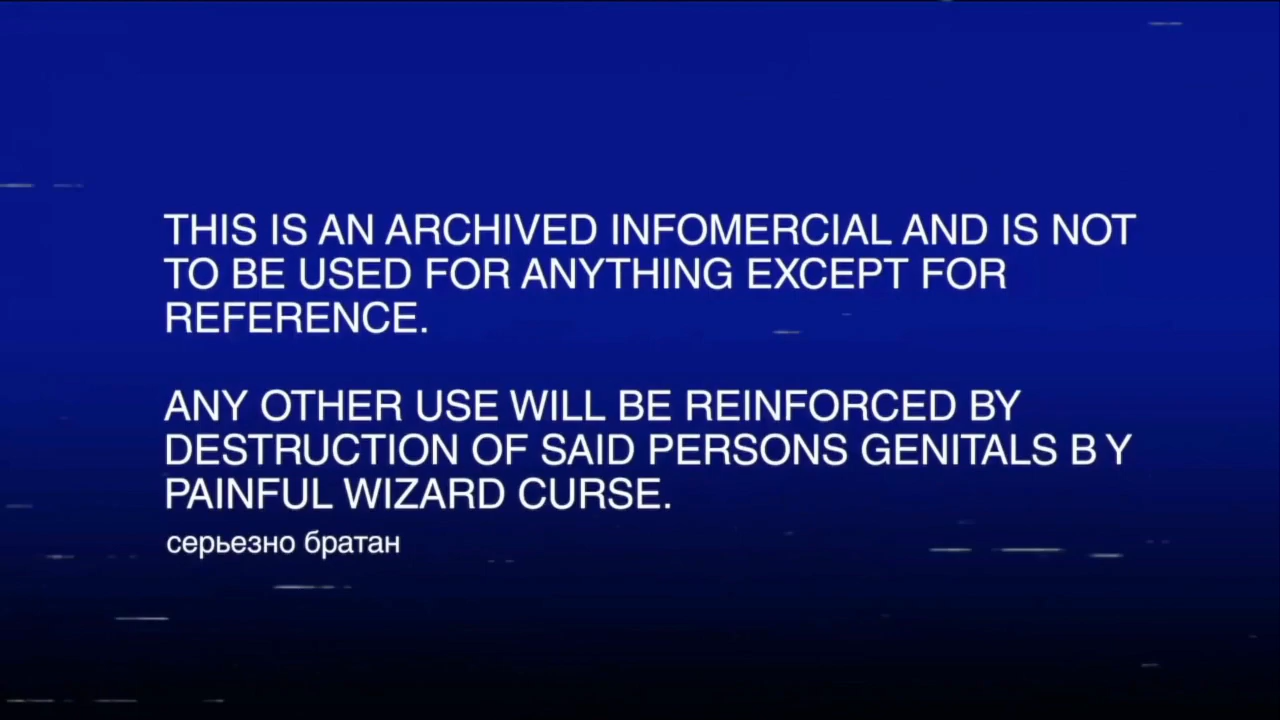 THIS IS AN ARCHIVED INFOMERCIAL AND IS NOT
TO BE USED FOR ANYTHING EXCEPT FOR
REFERENCE.
ANY OTHER USE WILL BE REINFORCED BY
DESTRUCTION OF SAID PERSONS GENITALS B Y
PAINFUL WIZARD CURSE.
серьезно братан